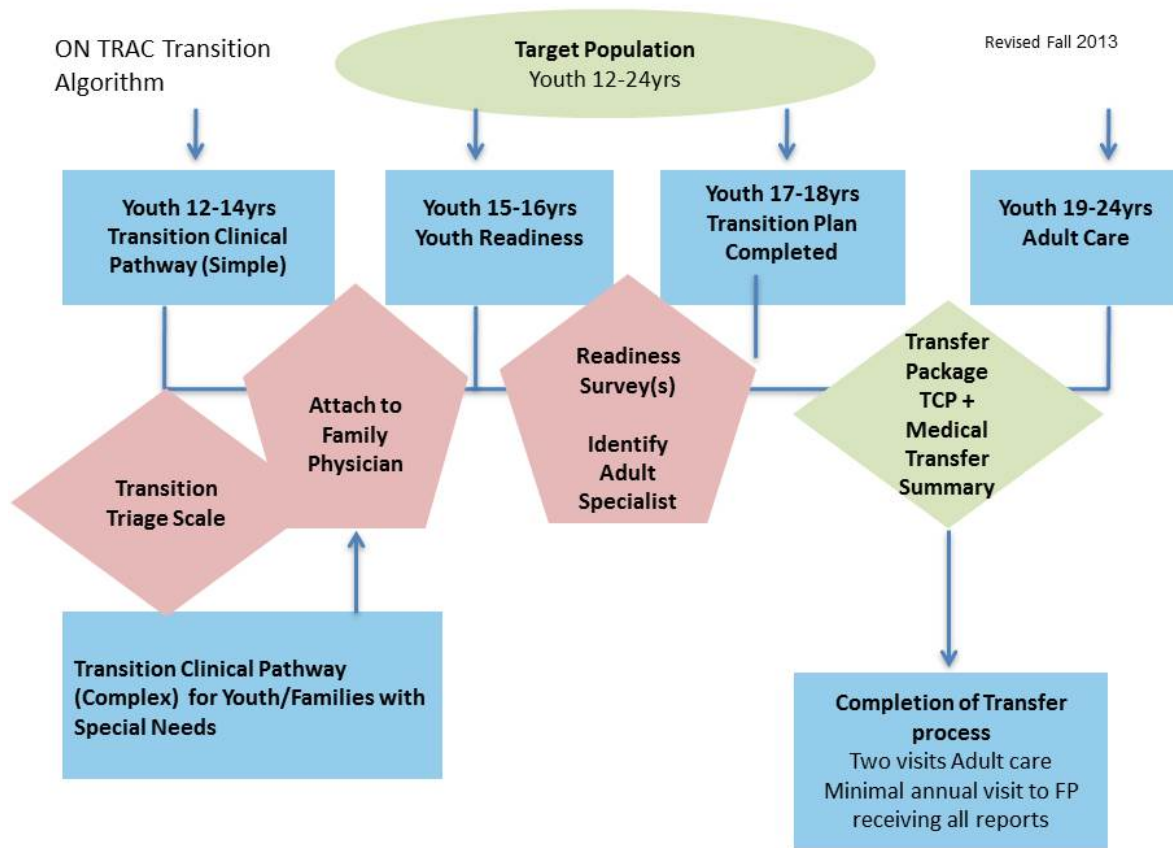 ON TRAC Transition
Algorithm
Target Population
Youth 12-24yrs
Revised Fall 2013
Youth 12-14yrs
Transition Clinical
Pathway (Simple)
Youth 15-16yrs
Youth Readiness
Youth 17-18yrs
Transition Plan
Completed
Youth 19-24yrs
Adult Care
Transition
Triage Scale
Attach to
Family
Physician
Readiness
Survey(s)
Identify
Adult
Specialist
Transfer
Package
TCP +
Medical
Transfer
Summary
Transition Clinical Pathway
(Complex) for Youth/Families with
Special Needs
Completion of Transfer
process
Two visits Adult care
Minimal annual visit to FP
receiving all reports